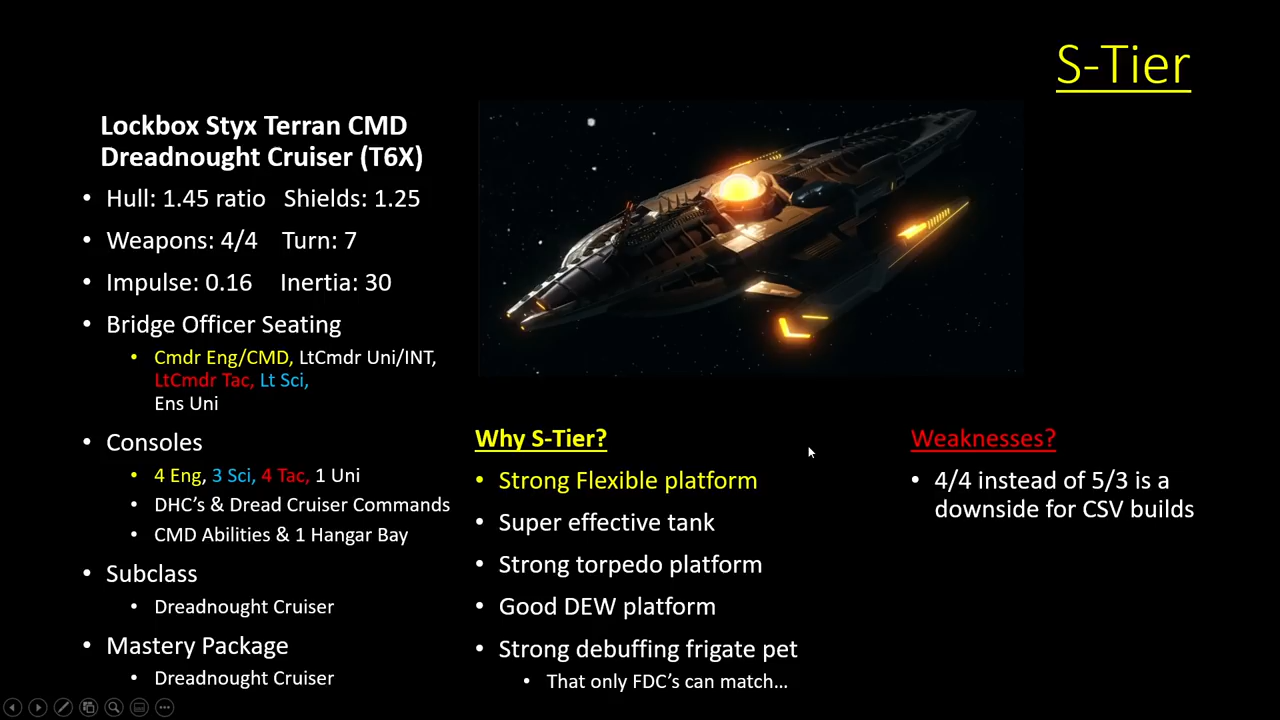 S-Tier
Lockbox Styx Terran CMD
Dreadnought Cruiser (T6X)
• Hull: 1.45 ratio Shields: 1.25
• Weapons: 4/4 Turn: 7
• Impulse: 0.16 Inertia: 30
• Bridge Officer Seating
• Cmdr Eng/CMD, LtCmdr Uni/INT,
LtCmdr Tac, Lt Sci,
Ens Uni
• Consoles
• 4 Eng, 3 Sci, 4 Tac, 1 Uni
• DHC's & Dread Cruiser Commands
• CMD Abilities & 1 Hangar Bay
• Subclass
• Dreadnought Cruiser
• Mastery Package
• Dreadnought Cruiser
Why S-Tier?
• Strong Flexible platform
• Super effective tank
• Strong torpedo platform
• Good DEW platform
• Strong debuffing frigate pet
• That only FDC's can match...
Weaknesses?
• 4/4 instead of 5/3 is a
downside for CSV builds